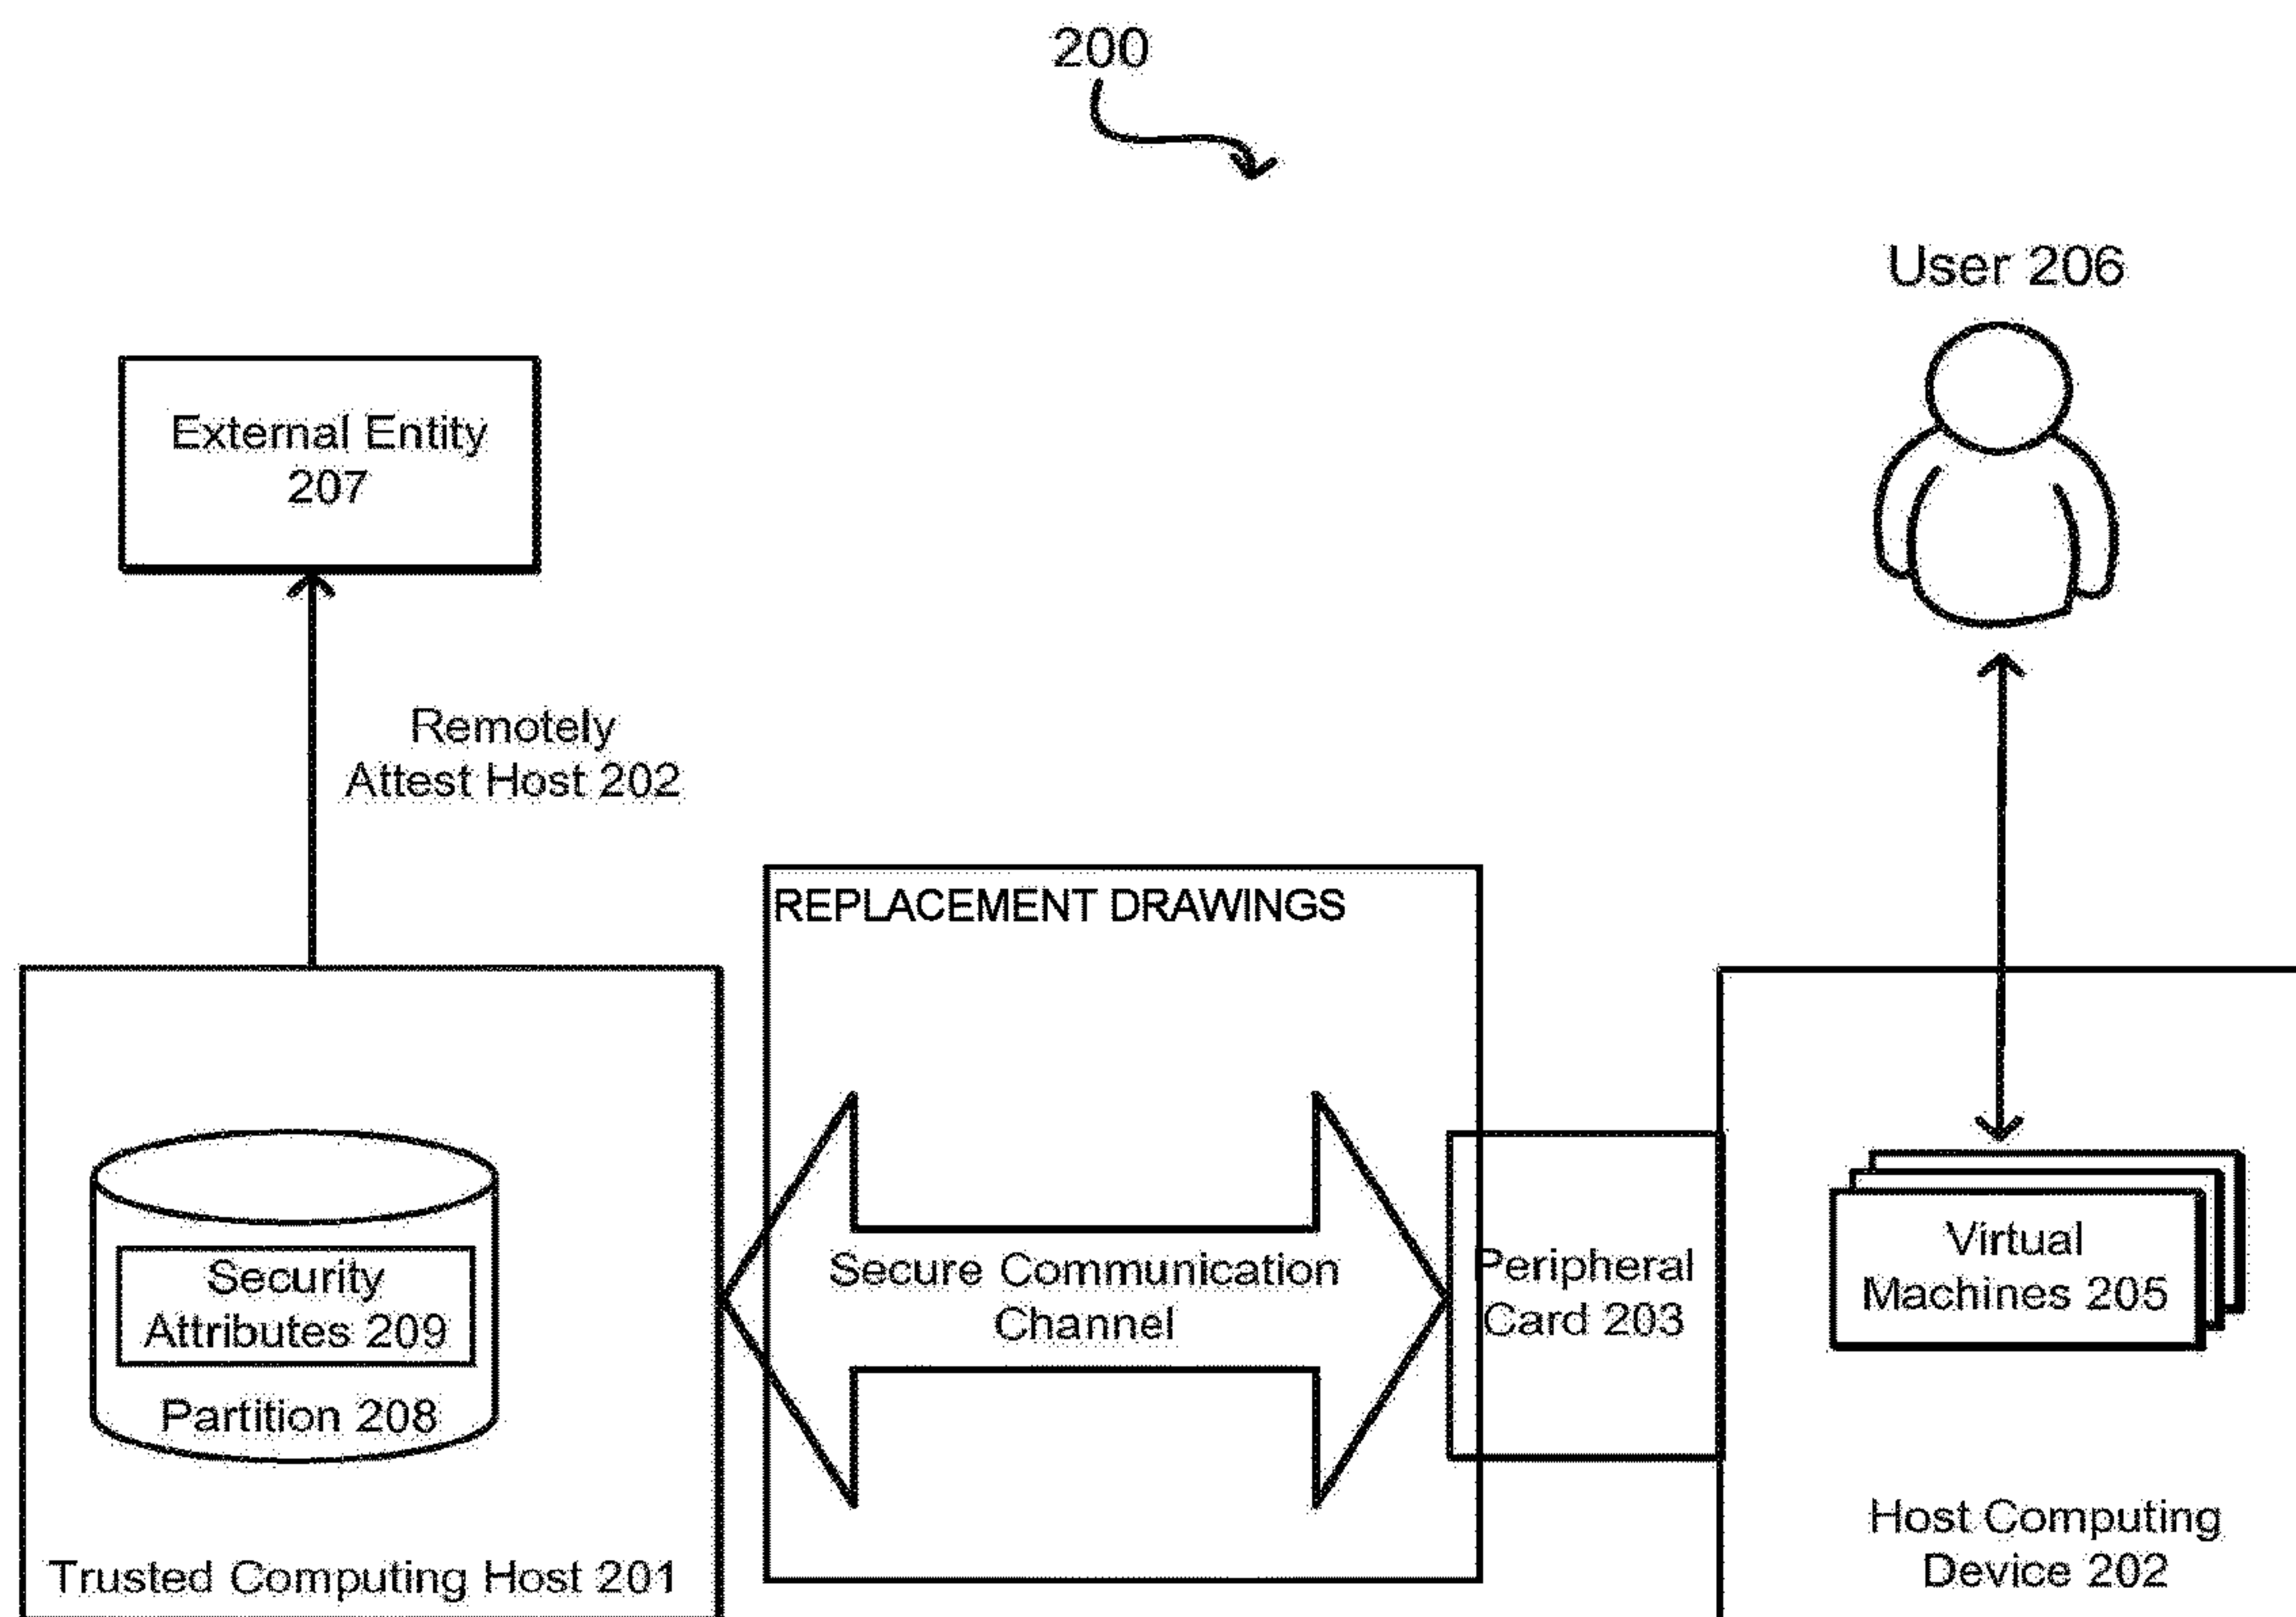 200
User 206
External Entity
207
Remotely
Attest Host 202
REPLACEMENT DRAWINGS
Security
Attributes 209
Partition 208
Trusted Computing Host 201
Secure Communication
Channel
Peripheral
Card 203
Virtual
Machines 205
Host Computing
Device 202